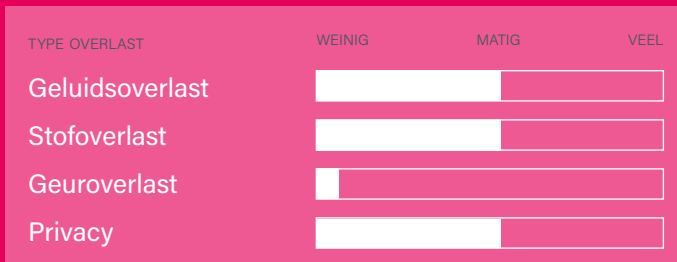 TYPE OVERLAST WEINIG MATIG VEEL
Geluidsoverlast
Stofoverlast
Geuroverlast
Privacy